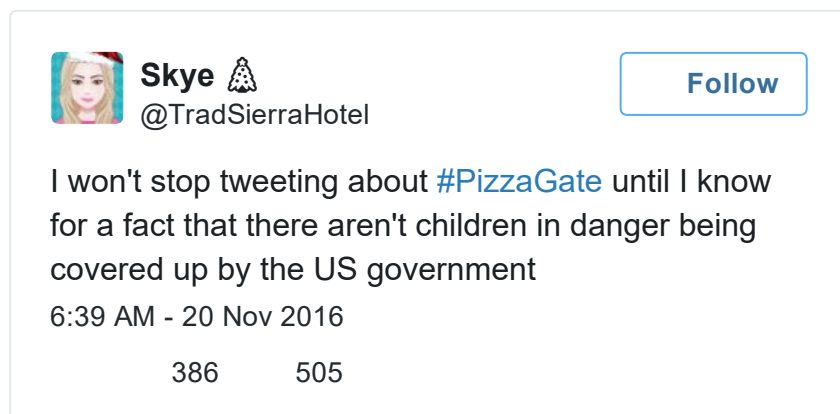 Skye 🎄
@TradSierraHotel
Follow
I won't stop tweeting about #PizzaGate until I know
for a fact that there aren't children in danger being
covered up by the US government
6:39 AM - 20 Nov 2016
386 505